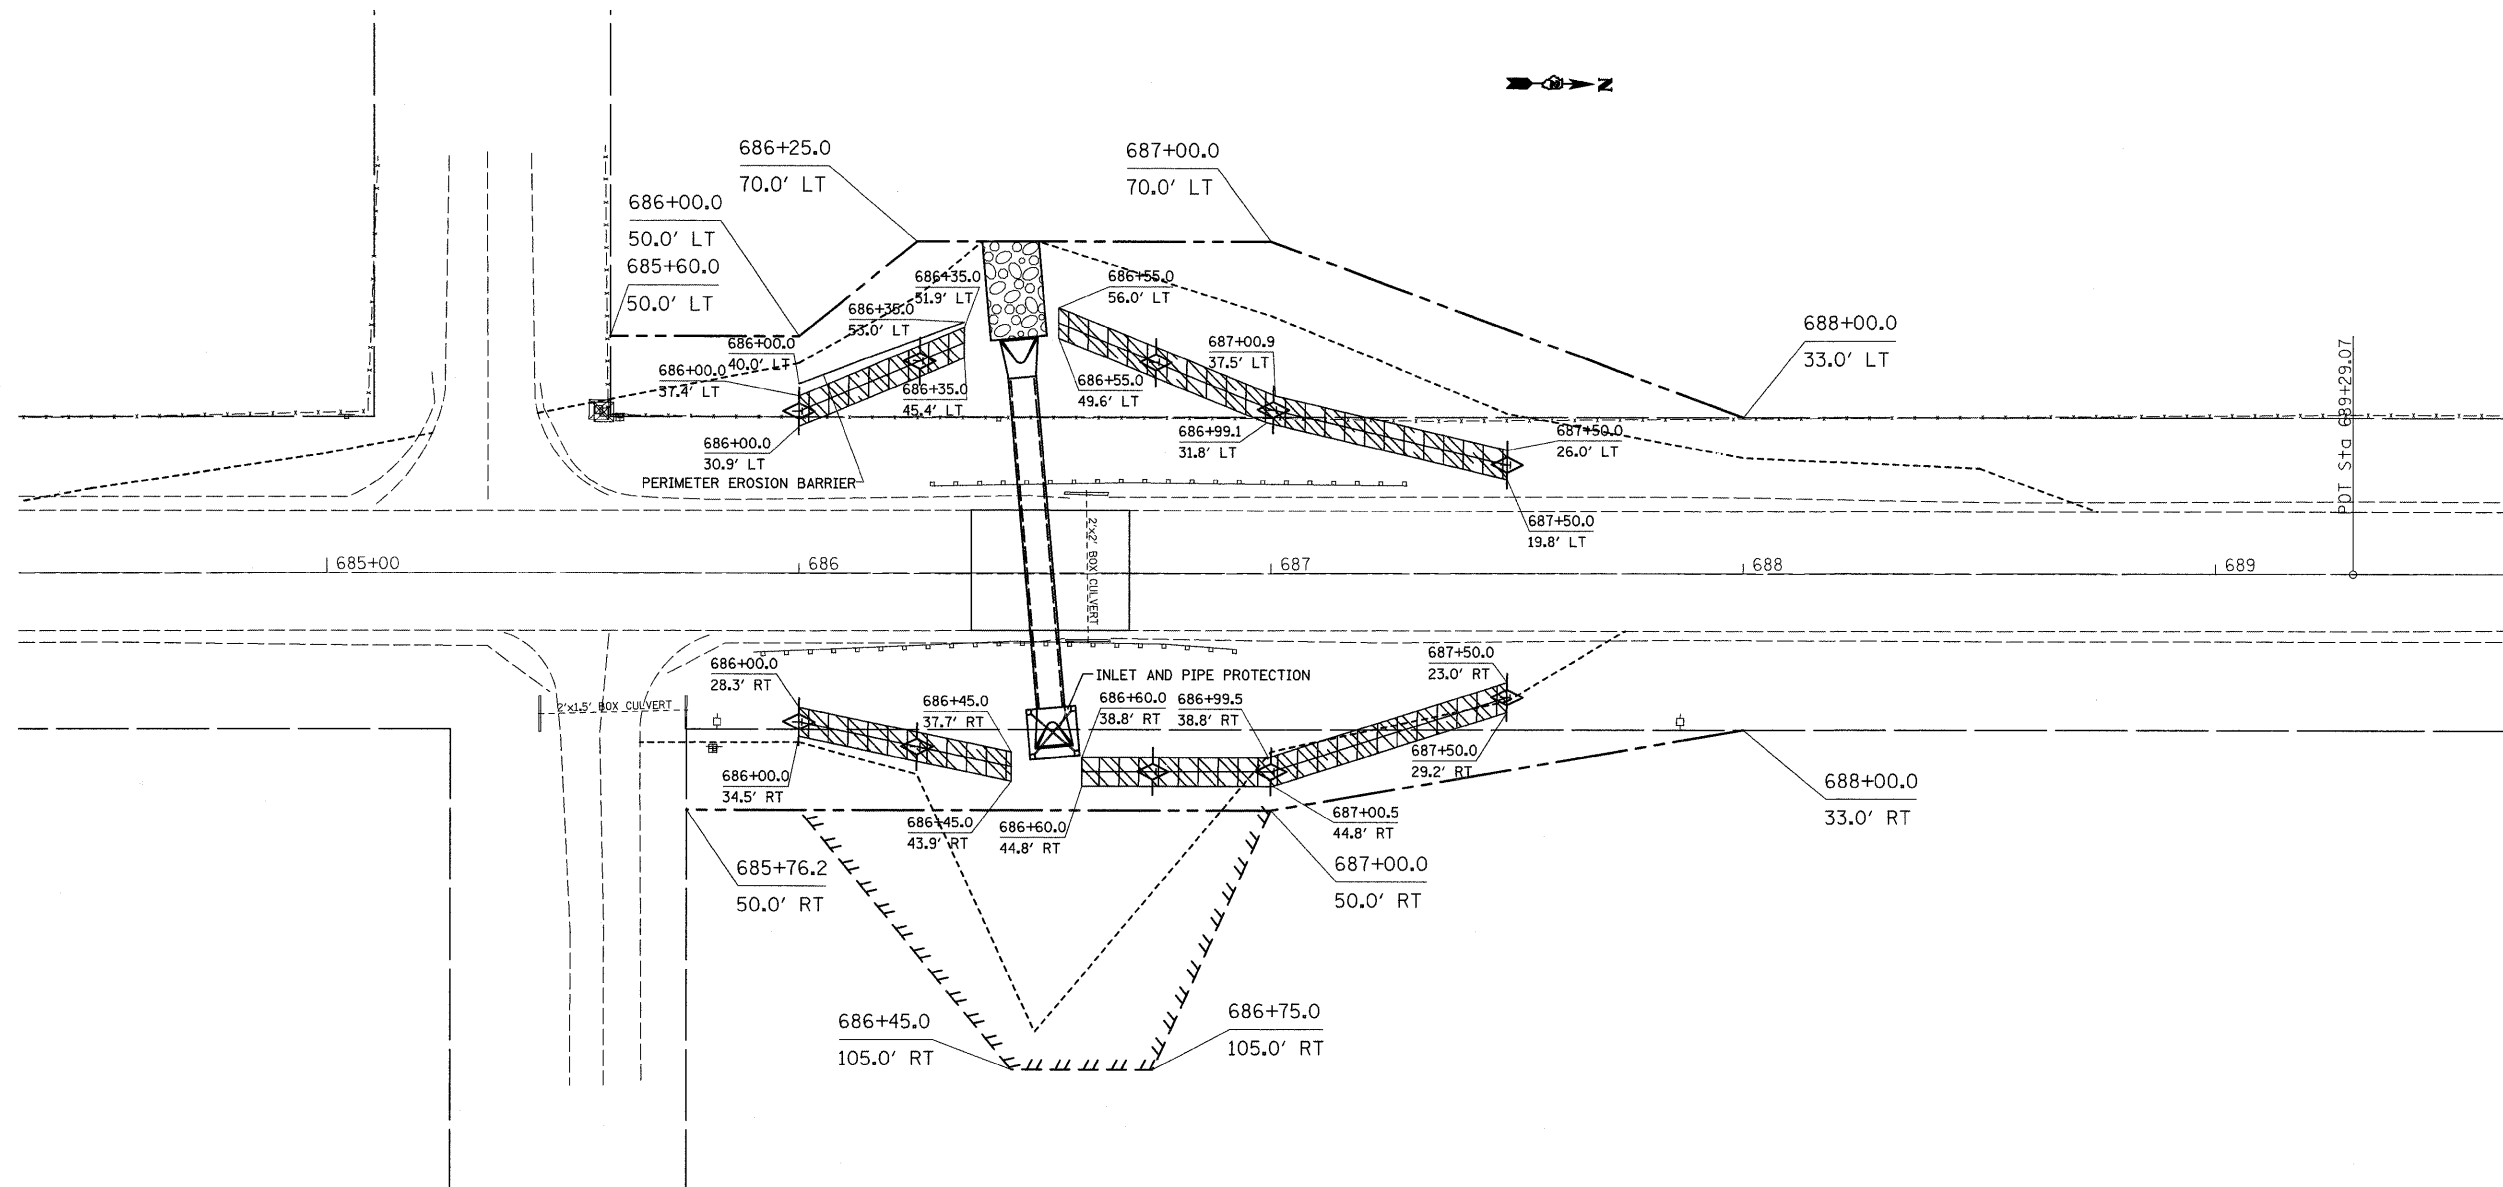 N
686+25.0
70.0' LT
687+00.0
70.0' LT
686+00.0
50.0' LT
685+60.0
50.0' LT
686+35.0
51.9' LT
686+55.0
56.0' LT
686+35.0
53.0' LT
688+00.0
33.0' LT
686+00.0
40.0' LT
687+00.9
37.5' LT
686+00.0
37.4' LT
686+35.0
45.4' LT
686+55.0
49.6' LT
POT Sta 689+29.07
686+00.0
30.9' LT
686+99.1
31.8' LT
687+50.0
26.0' LT
PERIMETER EROSION BARRIER
687+50.0
19.8' LT
2'x2' BOX CULVERT
685+00
686
687
688
689
686+00.0
28.3' RT
INLET AND PIPE PROTECTION
687+50.0
23.0' RT
2'x1.5' BOX CULVERT
686+45.0
37.7' RT
686+60.0
38.8' RT
686+99.5
38.8' RT
687+50.0
29.2' RT
686+00.0
34.5' RT
688+00.0
33.0' RT
686+45.0
43.9' RT
686+60.0
44.8' RT
687+00.5
44.8' RT
685+76.2
50.0' RT
687+00.0
50.0' RT
686+45.0
105.0' RT
686+75.0
105.0' RT